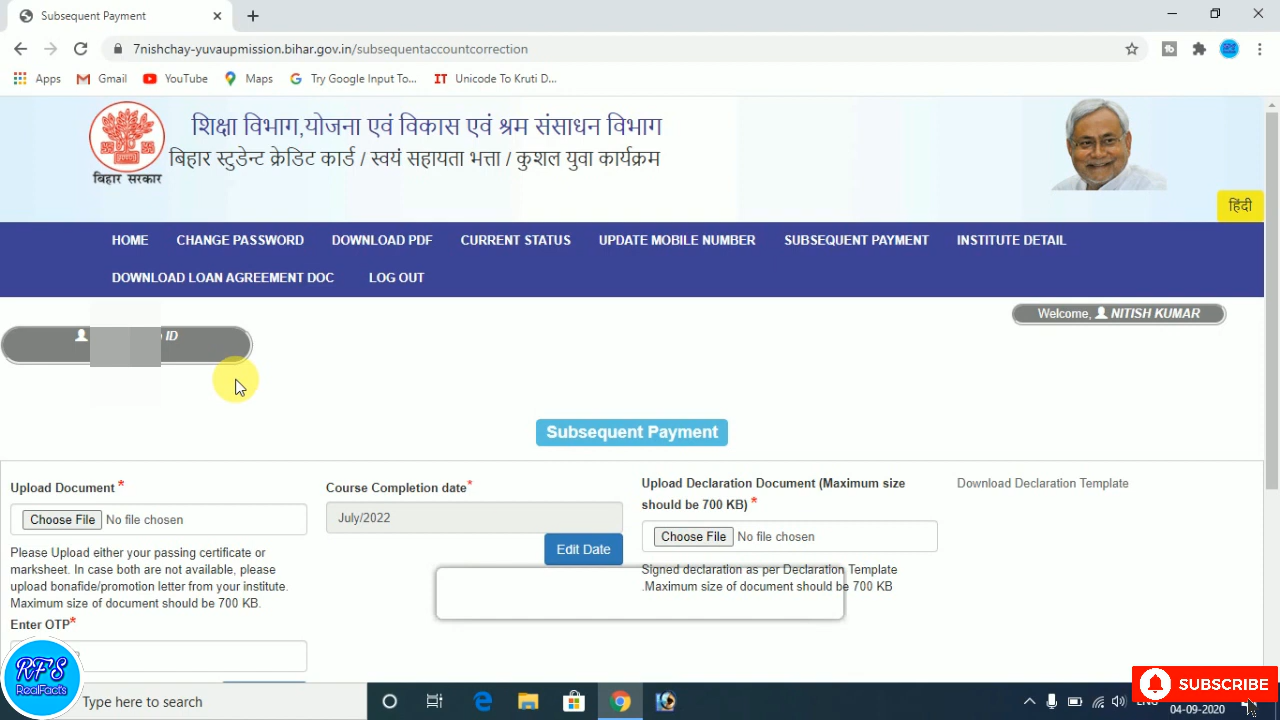 Subsequent Payment
7nishchay-yuvaupmission.bihar.gov.in/subsequentaccountcorrection
Apps Gmail YouTube Maps Try Google Input To... IT Unicode To Kruti D...
शिक्षा विभाग,योजना एवं विकास एवं श्रम संसाधन विभाग
बिहार स्टुडेन्ट क्रेडिट कार्ड / स्वयं सहायता भत्ता / कुशल युवा कार्यक्रम
बिहार सरकार
हिंदी
HOME CHANGE PASSWORD DOWNLOAD PDF CURRENT STATUS UPDATE MOBILE NUMBER SUBSEQUENT PAYMENT INSTITUTE DETAIL
DOWNLOAD LOAN AGREEMENT DOC LOG OUT
Welcome, NITISH KUMAR
ID
Subsequent Payment
Upload Document *
Choose File No file chosen
Please Upload either your passing certificate or
marksheet. In case both are not available, please
upload bonafide/promotion letter from your institute.
Maximum size of document should be 700 KB.
Enter OTP*
Course Completion date*
July/2022
Edit Date
Upload Declaration Document (Maximum size
should be 700 KB) *
Choose File No file chosen
Signed declaration as per Declaration Template
.Maximum size of document should be 700 KB
Download Declaration Template
RFS
RealFacts
Type here to search
SUBSCRIBE
04-09-2020